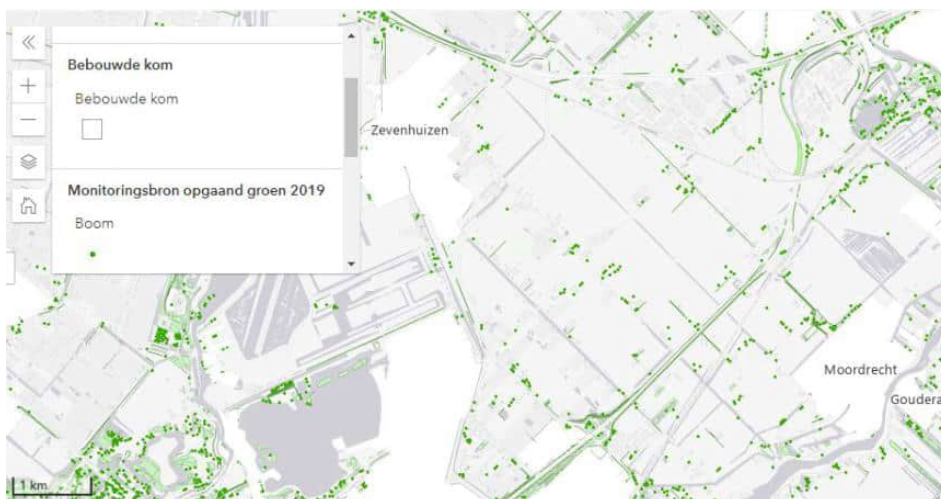 Bebouwde kom
Bebouwde kom
Monitoringsbron opgaand groen 2019
Boom
Zevenhuizen
Moordrecht
Goudera
1 km